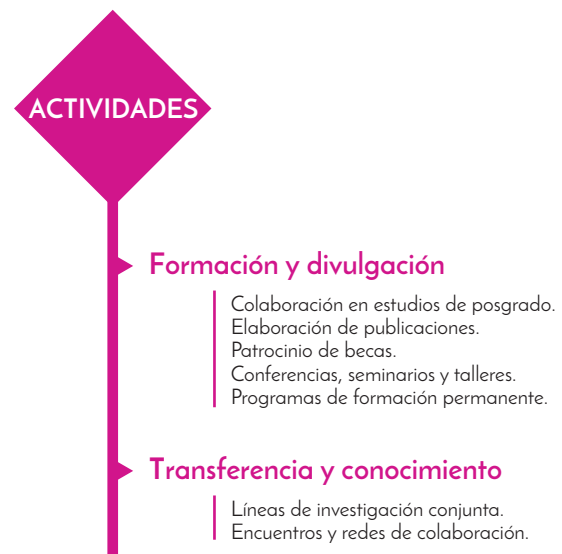 ACTIVIDADES
Formación y divulgación
Colaboración en estudios de posgrado.
Elaboración de publicaciones.
Patrocinio de becas.
Conferencias, seminarios y talleres.
Programas de formación permanente.
Transferencia y conocimiento
Líneas de investigación conjunta.
Encuentros y redes de colaboración.